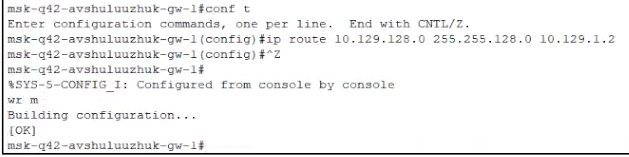 msk-q42-avshuluuzhuk-gw-1#conf t
Enter configuration commands, one per line.  End with CNTL/Z.
msk-q42-avshuluuzhuk-gw-1(config)#ip route 10.129.128.0 255.255.128.0 10.129.1.2
msk-q42-avshuluuzhuk-gw-1(config)#^Z
msk-q42-avshuluuzhuk-gw-1#
%SYS-5-CONFIG_I: Configured from console by console
wr m
Building configuration...
[OK]
msk-q42-avshuluuzhuk-gw-1#